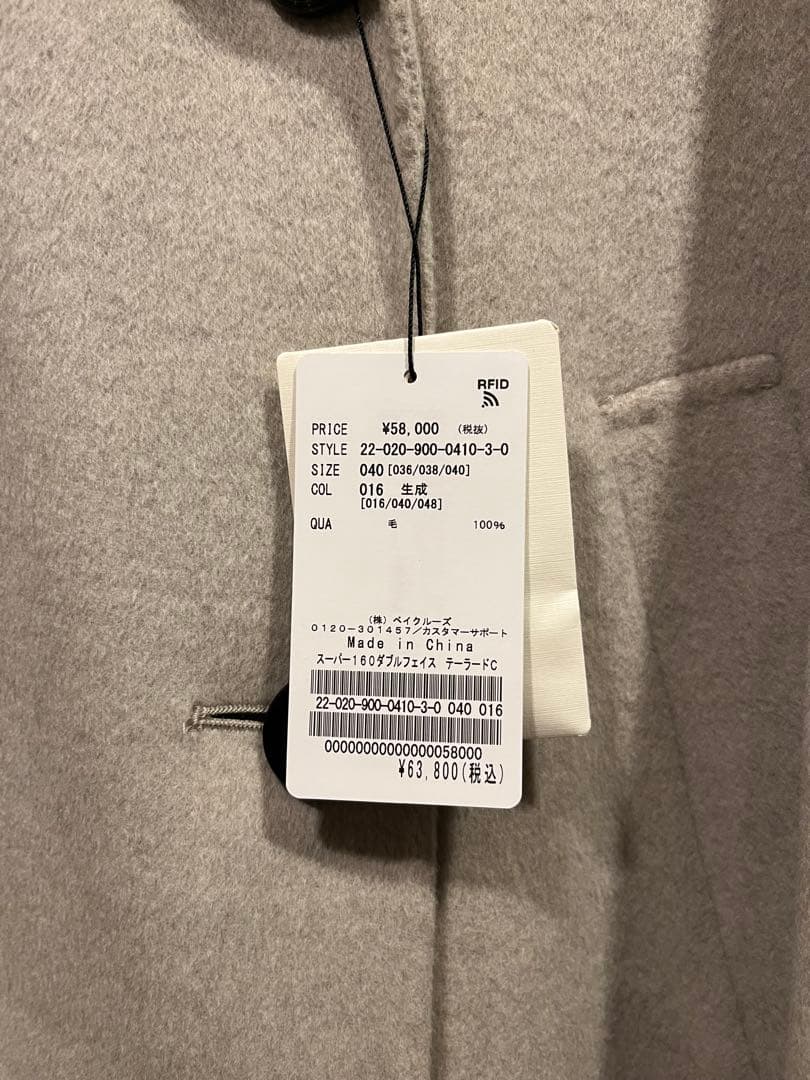 RFID
PRICE ¥58,000 (税抜)
STYLE 22-020-900-0410-3-0
SIZE 040 [036/038/040]
COL 016 生成
[016/040/048]
QUA 毛 100%
(株) ベイクルーズ
0120-301457/カスタマーサポート
Made in China
スーパー160ダブルフェイス テーラードC
22-020-900-0410-3-0 040 016
00000000000000058000
¥63,800(税込)